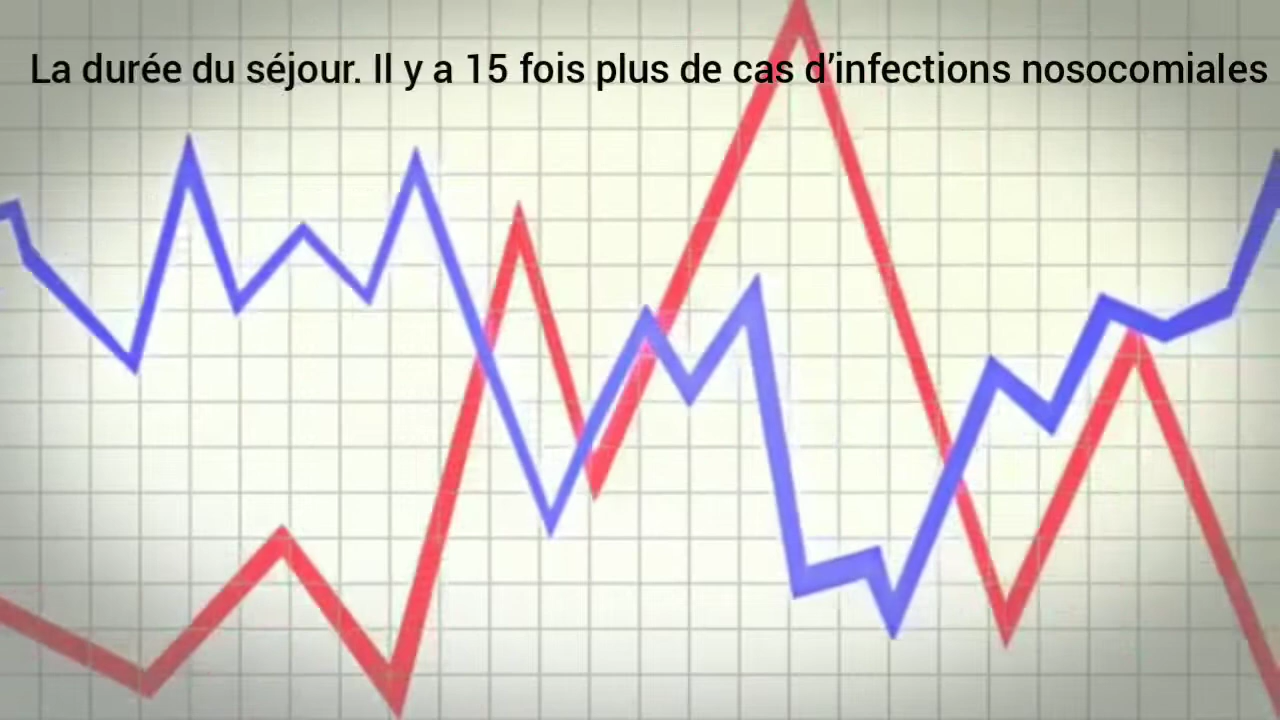 La durée du séjour. Il y a 15 fois plus de cas d’infections nosocomiales